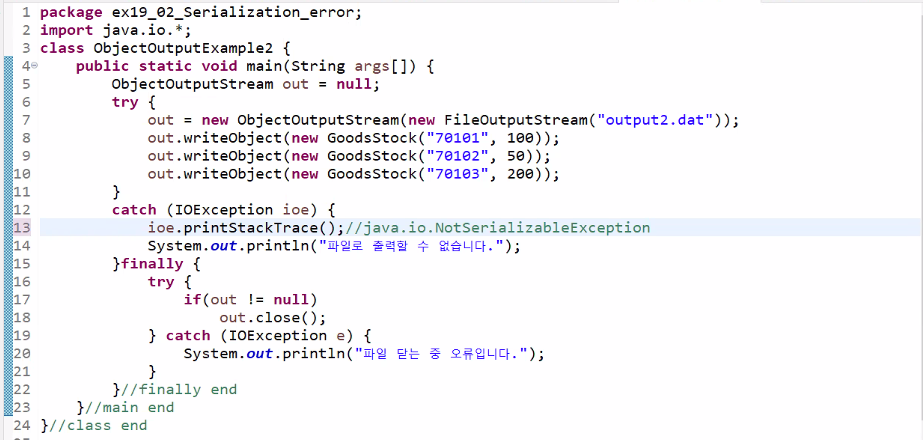 1 package ex19_02_Serialization_error;
2 import java.io.*;
3 class ObjectOutputExample2 {
4     public static void main(String args[]) {
5         ObjectOutputStream out = null;
6         try {
7             out = new ObjectOutputStream(new FileOutputStream("output2.dat"));
8             out.writeObject(new GoodsStock("70101", 100));
9             out.writeObject(new GoodsStock("70102", 50));
10             out.writeObject(new GoodsStock("70103", 200));
11         }
12         catch (IOException ioe) {
13             ioe.printStackTrace();//java.io.NotSerializableException
14             System.out.println("파일로 출력할 수 없습니다.");
15         }finally {
16             try {
17                 if(out != null)
18                     out.close();
19             } catch (IOException e) {
20                 System.out.println("파일 닫는 중 오류입니다.");
21             }
22         }//finally end
23     }//main end
24 }//class end